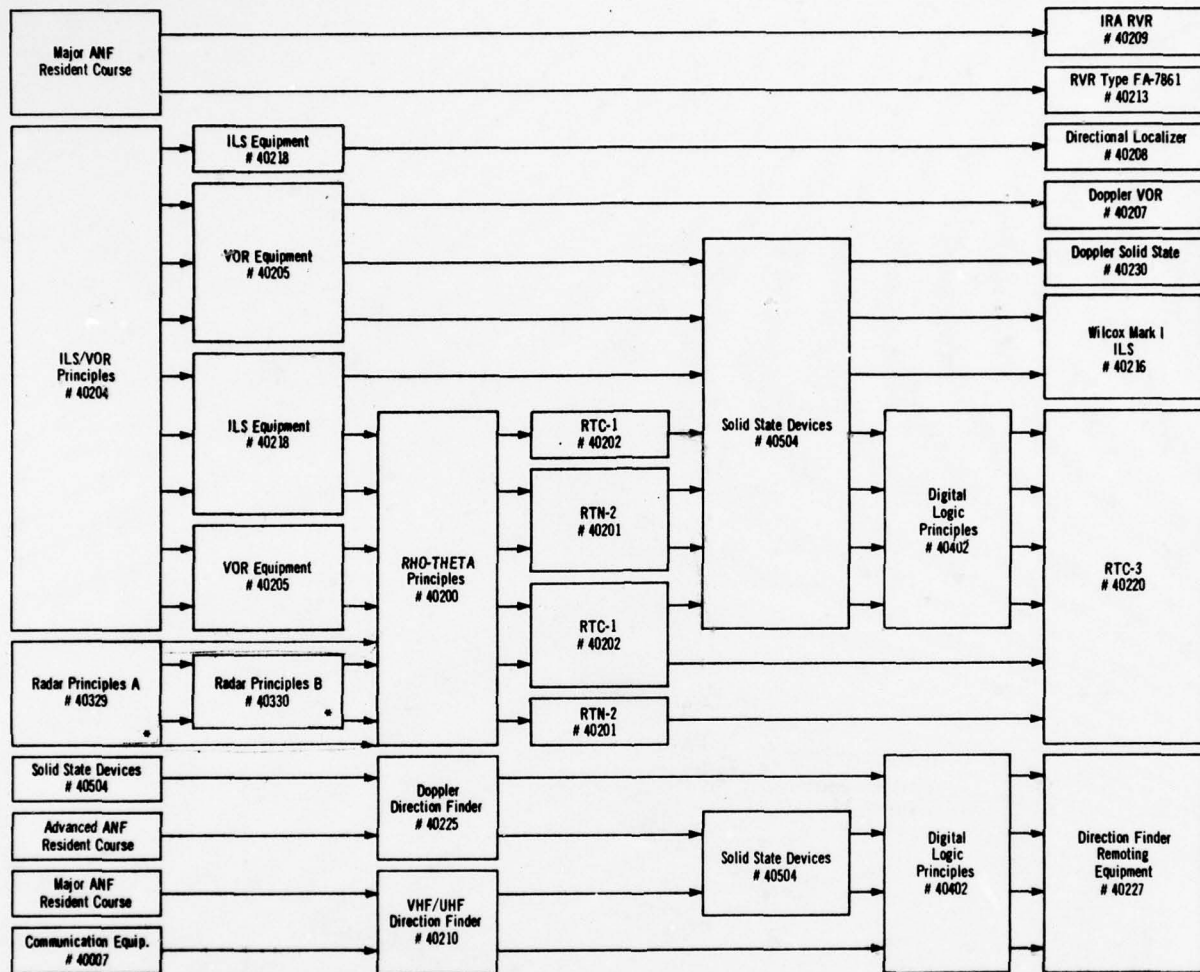 Major ANF
Resident Course
IRA RVR
# 40209
RVR Type FA-7861
# 40213
ILS/VOR
Principles
# 40204
ILS Equipment
# 40218
Directional Localizer
# 40208
VOR Equipment
# 40205
Doppler VOR
# 40207
Solid State Devices
# 40504
Doppler Solid State
# 40230
Wilcox Mark I
ILS
# 40216
ILS Equipment
# 40218
RHO-THETA
Principles
# 40200
RTC-1
# 40202
RTN-2
# 40201
Digital
Logic
Principles
# 40402
RTC-3
# 40220
VOR Equipment
# 40205
RTC-1
# 40202
Radar Principles A
# 40329
*
Radar Principles B
# 40330
*
RTN-2
# 40201
Solid State Devices
# 40504
Doppler
Direction Finder
# 40225
Advanced ANF
Resident Course
Solid State Devices
# 40504
Digital
Logic
Principles
# 40402
Direction Finder
Remoting
Equipment
# 40227
Major ANF
Resident Course
VHF/UHF
Direction Finder
# 40210
Communication Equip.
# 40007